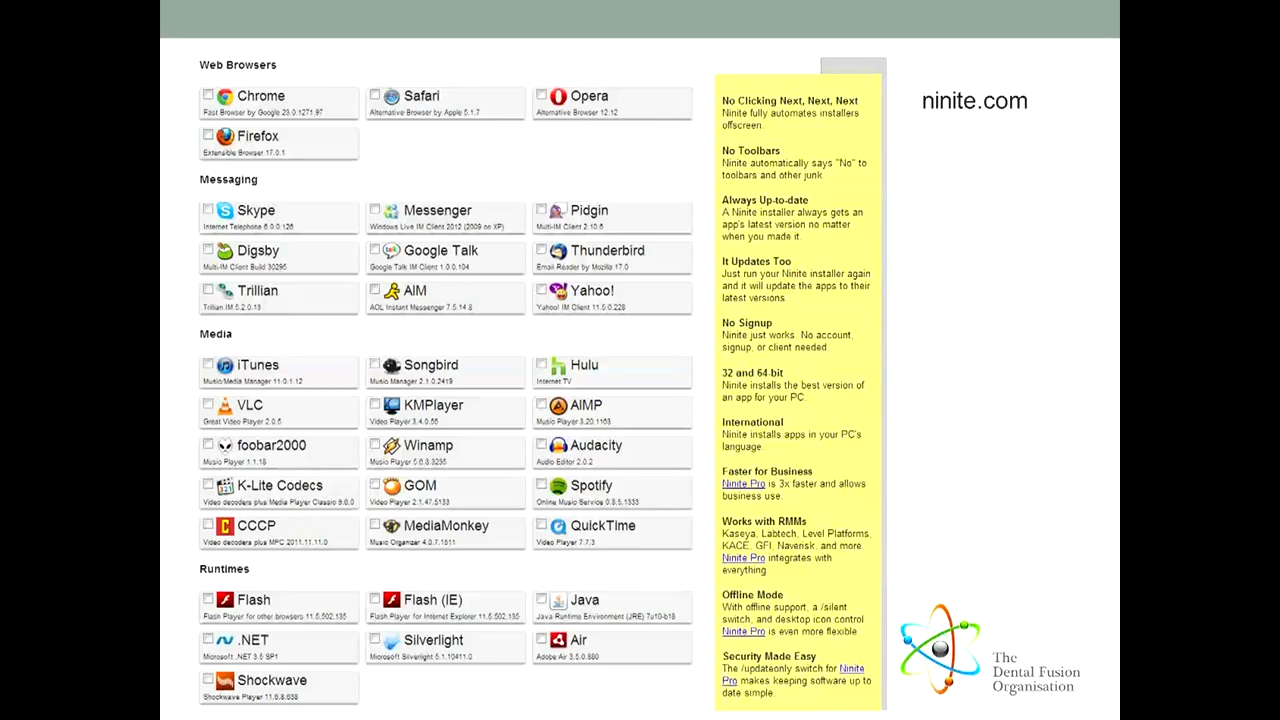 Web Browsers
Chrome
Fast Browser by Google 23.0.1271.97
Safari
Alternative Browser by Apple 5.1.7
Opera
Alternative Browser 12.12
Firefox
Extensible Browser 17.0.1
Messaging
Skype
Internet Telephone 6.0.0.126
Messenger
Windows Live IM Client 2012 (2009 on XP)
Pidgin
Multi-IM Client 2.10.6
Digsby
Multi-IM Client Build 30295
Google Talk
Google Talk IM Client 1.0.0.104
Thunderbird
Email Reader by Mozilla 17.0
Trillian
Trillian IM 5.2.0.13
AIM
AOL Instant Messenger 7.5.14.8
Yahoo!
Yahoo! IM Client 11.5.0.228
Media
iTunes
Music/Media Manager 11.0.1.12
Songbird
Music Manager 2.1.0.2419
Hulu
Internet TV
VLC
Great Video Player 2.0.5
KMPlayer
Video Player 3.4.0.55
AIMP
Music Player 3.20.1163
foobar2000
Music Player 1.1.18
Winamp
Music Player 5.6.3.3235
Audacity
Audio Editor 2.0.2
K-Lite Codecs
Video decoders plus Media Player Classic 9.6.0
GOM
Video Player 2.1.47.5133
Spotify
Online Music Service 0.8.5.1333
CCCP
Video decoders plus MPC 2011.11.11.0
MediaMonkey
Music Organizer 4.0.7.1511
QuickTime
Video Player 7.7.3
Runtimes
Flash
Flash Player for other browsers 11.5.502.135
Flash (IE)
Flash Player for Internet Explorer 11.5.502.135
Java
Java Runtime Environment (JRE) 7u10-b18
.NET
Microsoft .NET 3.5 SP1
Silverlight
Microsoft Silverlight 5.1.10411.0
Air
Adobe Air 3.5.0.880
Shockwave
Shockwave Player 11.6.8.638
No Clicking Next, Next, Next
Ninite fully automates installers
offscreen.
No Toolbars
Ninite automatically says "No" to
toolbars and other junk
Always Up-to-date
A Ninite installer always gets an
app's latest version no matter
when you made it.
It Updates Too
Just run your Ninite installer again
and it will update the apps to their
latest versions.
No Signup
Ninite just works. No account,
signup, or client needed.
32 and 64-bit
Ninite installs the best version of
an app for your PC.
International
Ninite installs apps in your PC's
language.
Faster for Business
Ninite Pro is 3x faster and allows
business use.
Works with RMMs
Kaseya, Labtech, Level Platforms,
KACE, GFI, Naverisk, and more
Ninite Pro integrates with
everything.
Offline Mode
With offline support, a /silent
switch, and desktop icon control
Ninite Pro is even more flexible
Security Made Easy
The /updateonly switch for Ninite
Pro makes keeping software up to
date simple.
ninite.com
The
Dental Fusion
Organisation